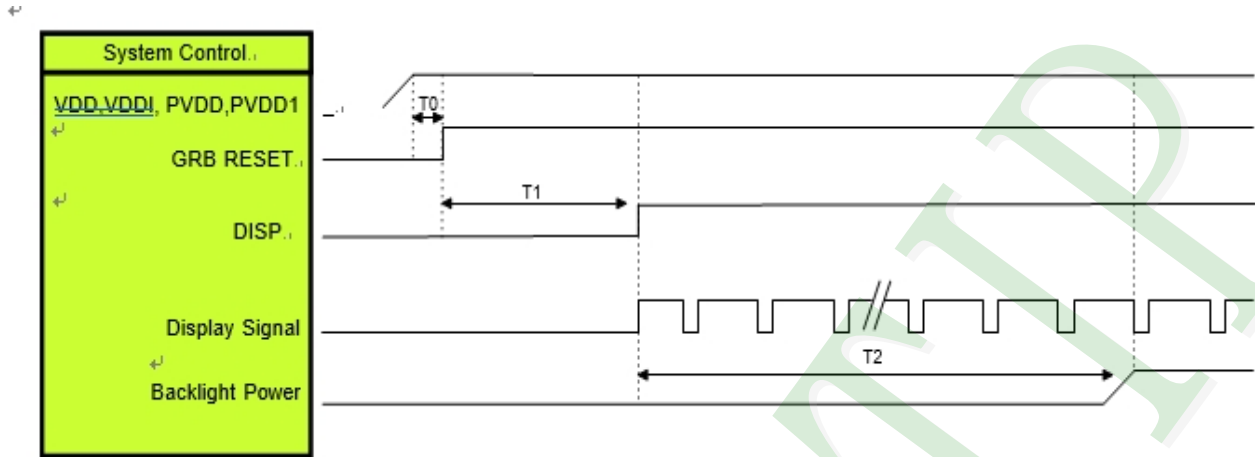 System Control
VDD,VDDI, PVDD,PVDD1
T0
GRB RESET
T1
DISP
Display Signal
T2
Backlight Power